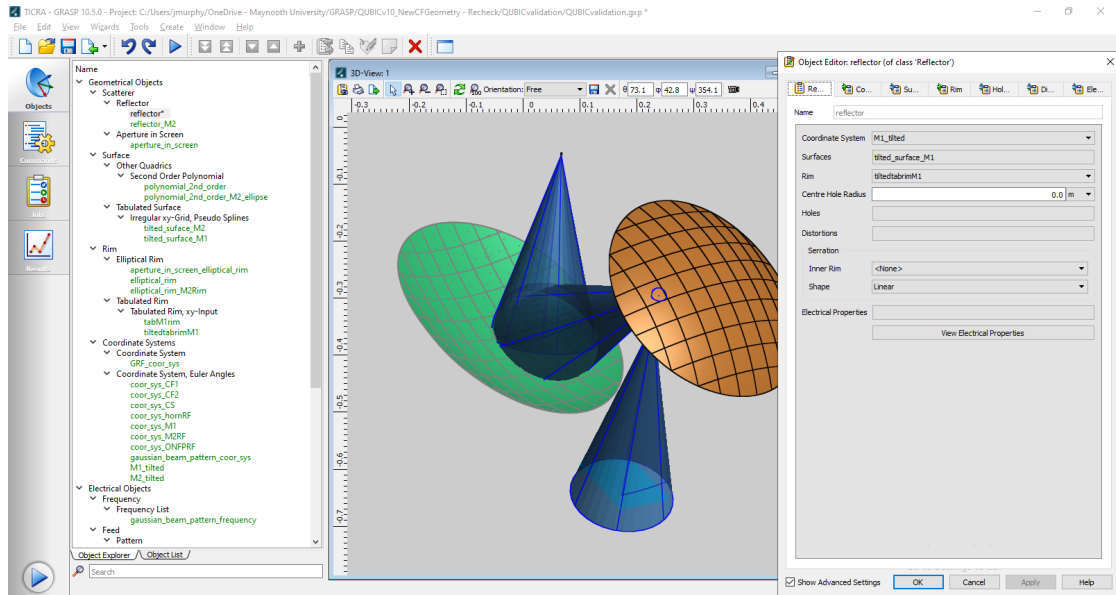 TICRA - GRASP 10.5.0 - Project: C:/Users/jmurphy/OneDrive - Maynooth University/GRASP/QUBICv10_NewCFGeometry - Recheck/QUBICvalidation/QUBICvalidation.gxp *
File Edit View Wizards Tools Create Window Help
Objects
Commands
Jobs
Results
Name
Geometrical Objects
Scatterer
Reflector
reflector*
reflector_M2
Aperture in Screen
aperture_in_screen
Surface
Other Quadrics
Second Order Polynomial
polynomial_2nd_order
polynomial_2nd_order_M2_ellipse
Tabulated Surface
Irregular xy-Grid, Pseudo Splines
tilted_suface_M2
tilted_surface_M1
Rim
Elliptical Rim
aperture_in_screen_elliptical_rim
elliptical_rim
elliptical_rim_M2Rim
Tabulated Rim
Tabulated Rim, xy-Input
tabM1rim
tiltedtabrimM1
Coordinate Systems
Coordinate System
GRF_coor_sys
Coordinate System, Euler Angles
coor_sys_CF1
coor_sys_CF2
coor_sys_CS
coor_sys_hornRF
coor_sys_M1
coor_sys_M2RF
coor_sys_ONFPRF
gaussian_beam_pattern_coor_sys
M1_tilted
M2_tilted
Electrical Objects
Frequency
Frequency List
gaussian_beam_pattern_frequency
Feed
Pattern
Object Explorer Object List
Search
3D-View: 1
Orientation: Free θ 73.1 φ 42.8 ψ 354.1
-0.3 -0.2 -0.1 0 0.1 0.2 0.3 0.4
0
-0.1
-0.2
-0.3
-0.4
-0.5
-0.6
-0.7
Object Editor: reflector (of class 'Reflector')
Re... Co... Su... Rim Hol... Di... Ele...
Name reflector
Coordinate System M1_tilted
Surfaces tilted_surface_M1
Rim tiltedtabrimM1
Centre Hole Radius 0.0 m
Holes
Distortions
Serration
Inner Rim <None>
Shape Linear
Electrical Properties
View Electrical Properties
Show Advanced Settings OK Cancel Apply Help